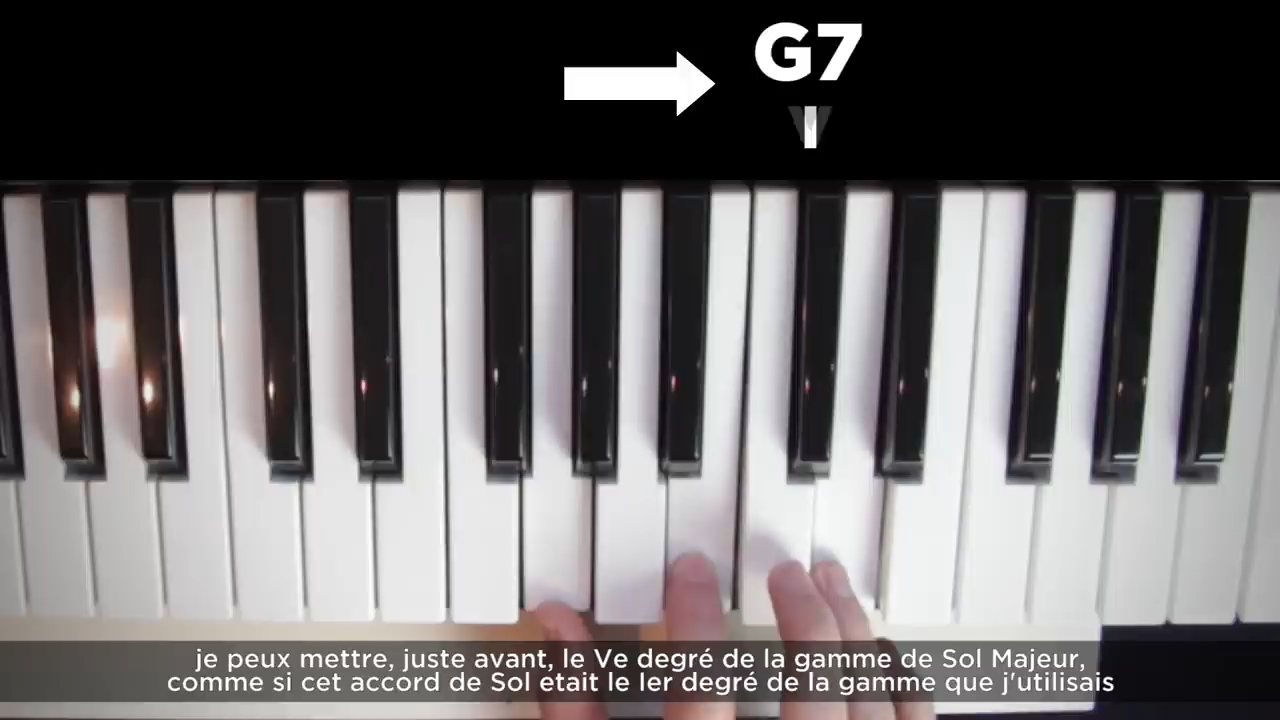 G7
je peux mettre, juste avant, le Ve degré de la gamme de Sol Majeur,
comme si cet accord de Sol etait le Ier degré de la gamme que j'utilisais